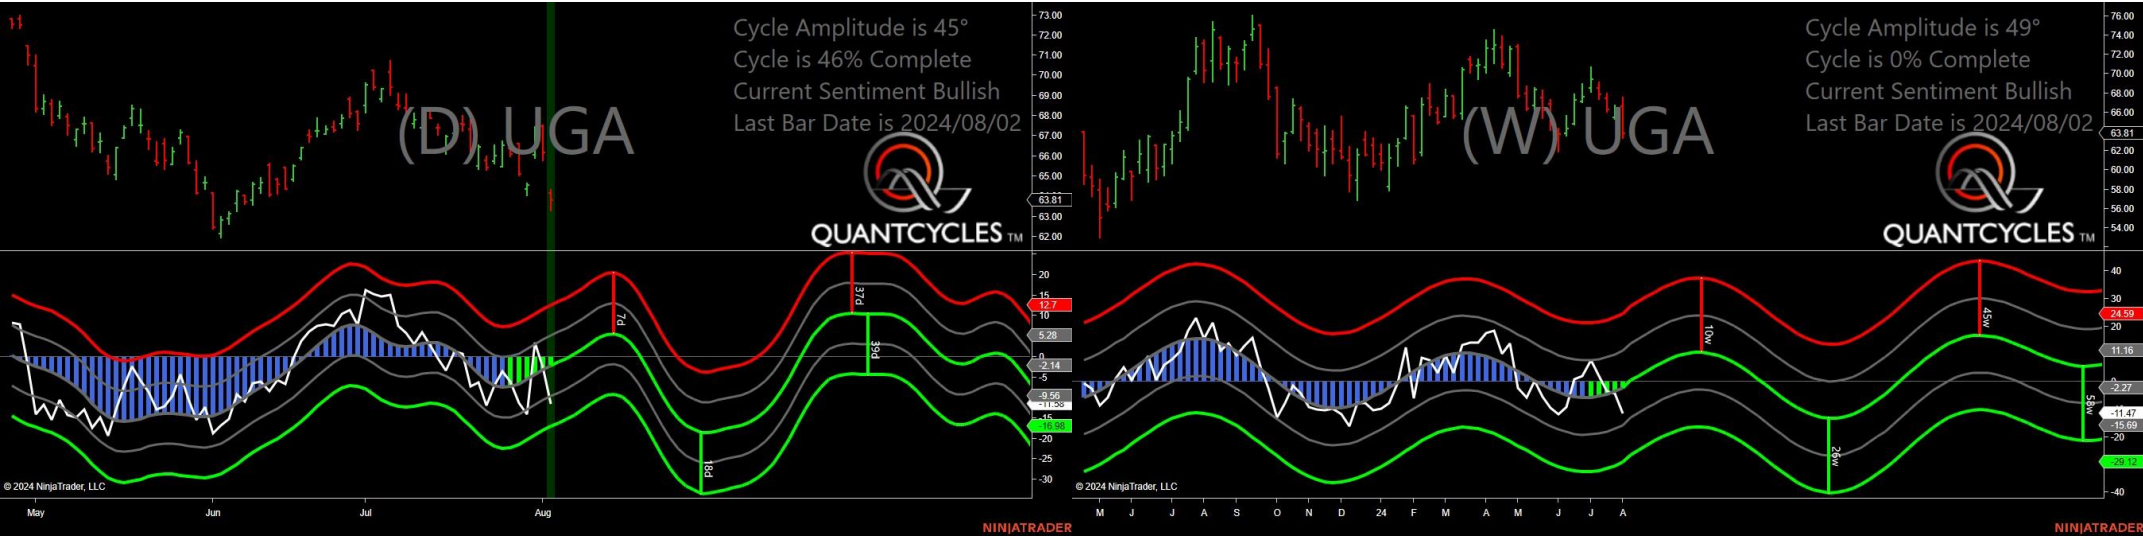 Cycle Amplitude is 45°
Cycle is 46% Complete
Current Sentiment Bullish
Last Bar Date is 2024/08/02
(D) UGA
QUANTCYCLES TM
73.00
72.00
71.00
70.00
69.00
68.00
67.00
66.00
65.00
63.81
63.00
62.00
20
15
12.7
10
5.28
0
-2.14
-5
-9.56
-11.58
-15
-16.98
-20
-25
-30
7d
18d
37d
39d
© 2024 NinjaTrader, LLC
May Jun Jul Aug
NINJATRADER
Cycle Amplitude is 49°
Cycle is 0% Complete
Current Sentiment Bullish
Last Bar Date is 2024/08/02
(W) UGA
QUANTCYCLES TM
76.00
74.00
72.00
70.00
68.00
66.00
63.81
62.00
60.00
58.00
56.00
54.00
40
30
24.59
20
11.16
0
-2.27
-11.47
-15.69
-20
-29.12
-40
10w
26w
45w
58w
© 2024 NinjaTrader, LLC
M J J A S O N D 24 F M A M J J A
NINJATRADER